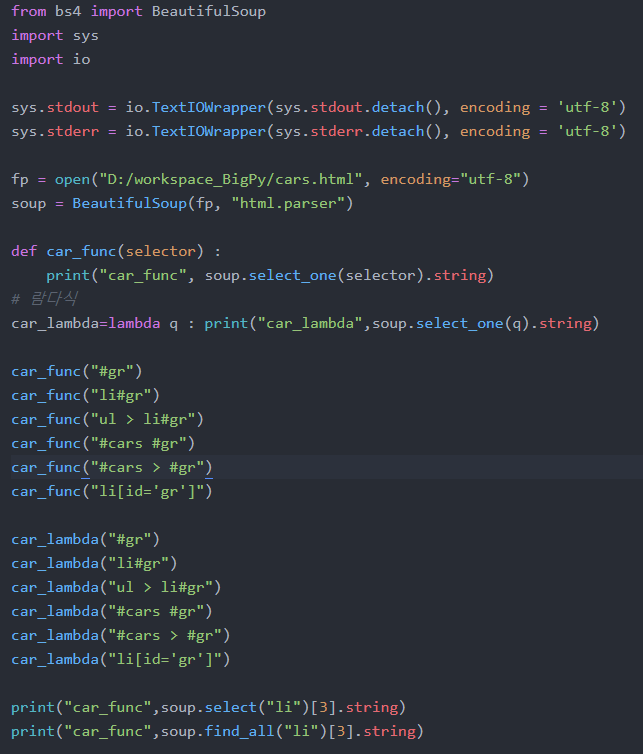 from bs4 import BeautifulSoup
import sys
import io
sys.stdout = io.TextIOWrapper(sys.stdout.detach(), encoding = 'utf-8')
sys.stderr = io.TextIOWrapper(sys.stderr.detach(), encoding = 'utf-8')
fp = open("D:/workspace_BigPy/cars.html", encoding="utf-8")
soup = BeautifulSoup(fp, "html.parser")
def car_func(selector) :
    print("car_func", soup.select_one(selector).string)
# 람다식
car_lambda=lambda q : print("car_lambda",soup.select_one(q).string)
car_func("#gr")
car_func("li#gr")
car_func("ul > li#gr")
car_func("#cars #gr")
car_func("#cars > #gr")
car_func("li[id='gr']")
car_lambda("#gr")
car_lambda("li#gr")
car_lambda("ul > li#gr")
car_lambda("#cars #gr")
car_lambda("#cars > #gr")
car_lambda("li[id='gr']")
print("car_func",soup.select("li")[3].string)
print("car_func",soup.find_all("li")[3].string)